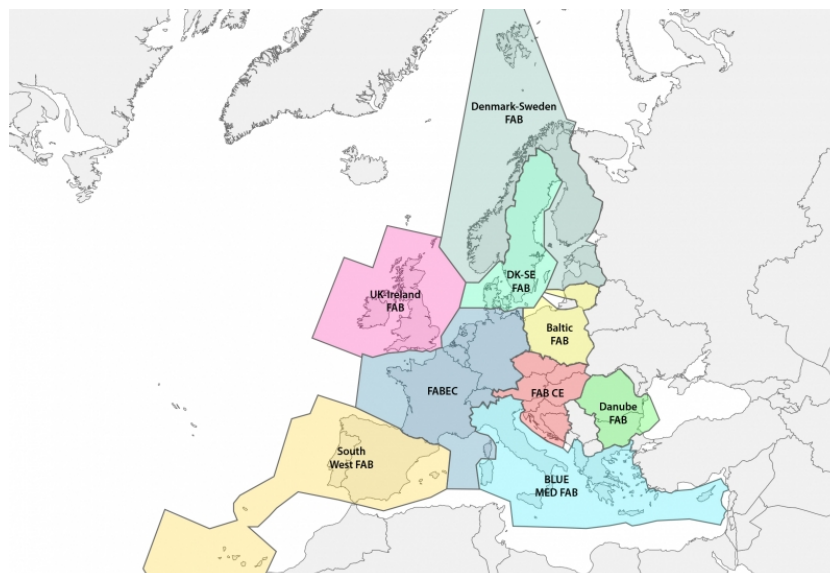 Denmark-Sweden
FAB
DK-SE
FAB
UK-Ireland
FAB
Baltic
FAB
FABEC
FAB CE
Danube
FAB
South
West FAB
BLUE
MED FAB